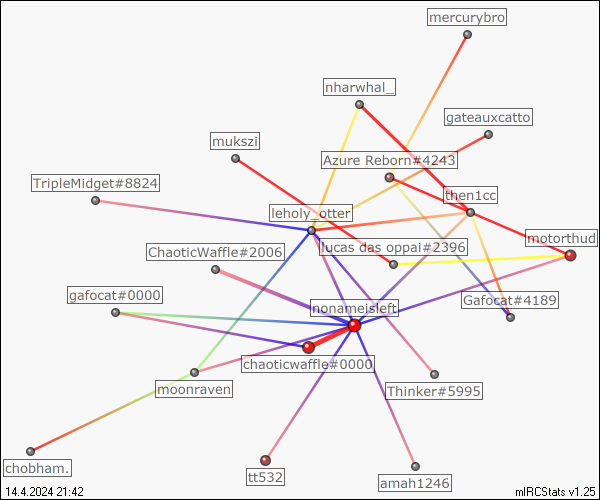 mercurybro
nharwhal_
gateauxcatto
mukszi
Azure Reborn#4243
TripleMidget#8824
then1cc
leholy_otter
motorthud
lucas das oppai#2396
ChaoticWaffle#2006
gafocat#0000
nonameisleft
Gafocat#4189
chaoticwaffle#0000
moonraven
Thinker#5995
chobham.
tt532
amah1246
14.4.2024 21:42
mIRCStats v1.25